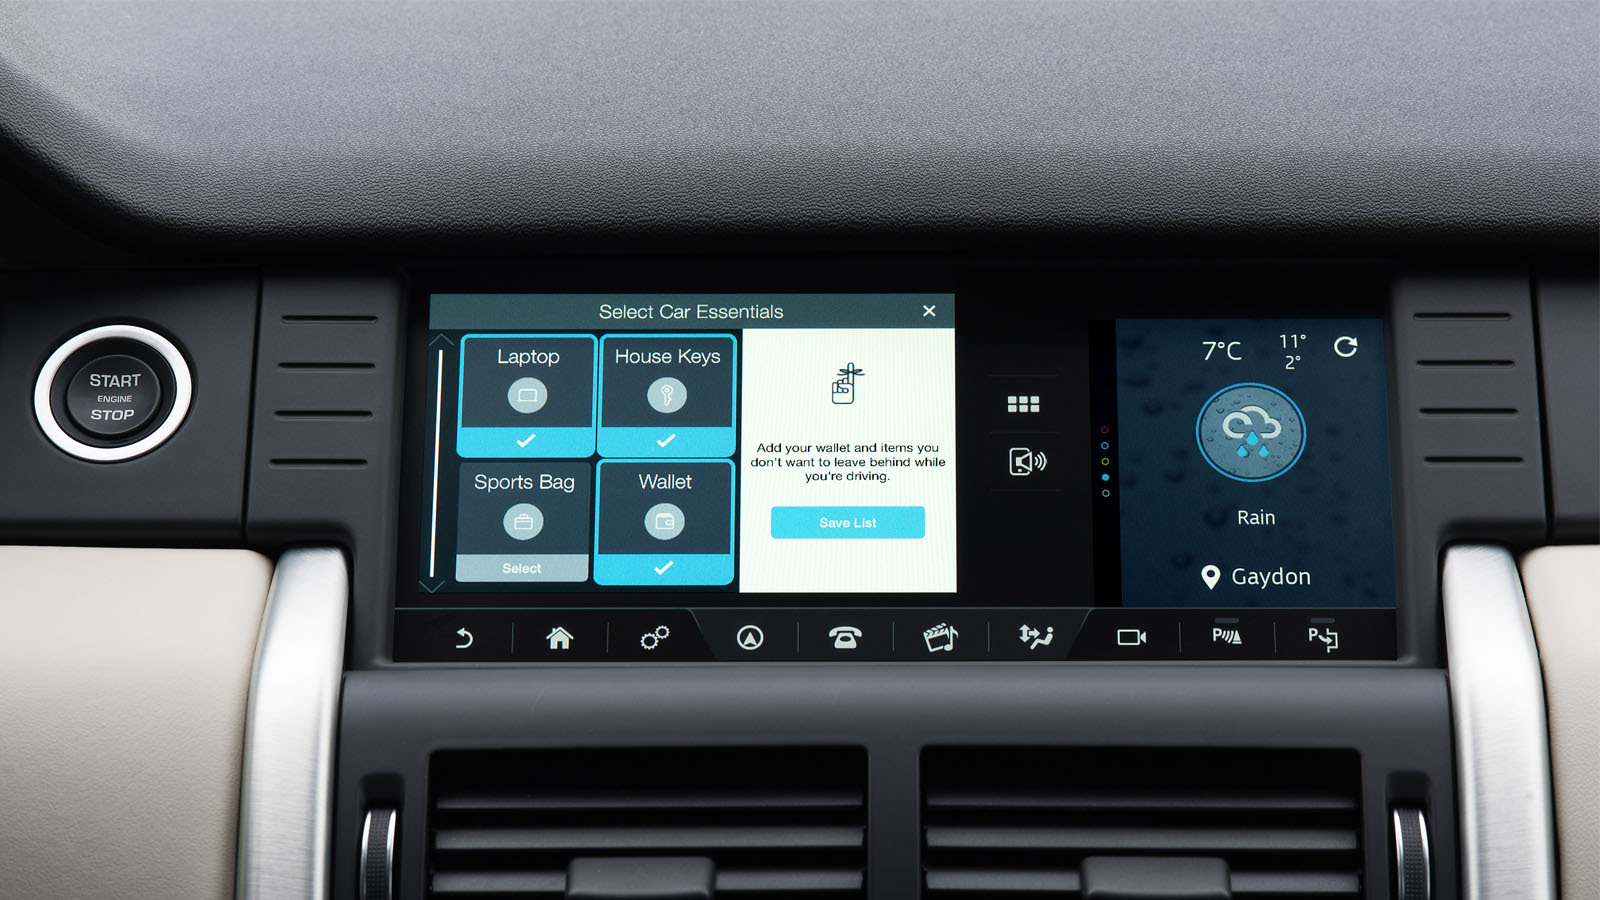 START
ENGINE
STOP
Select Car Essentials
Laptop
House Keys
Sports Bag
Select
Wallet
Add your wallet and items you
don't want to leave behind while
you're driving.
Save List
7°C
11°
2°
Rain
Gaydon
P
P